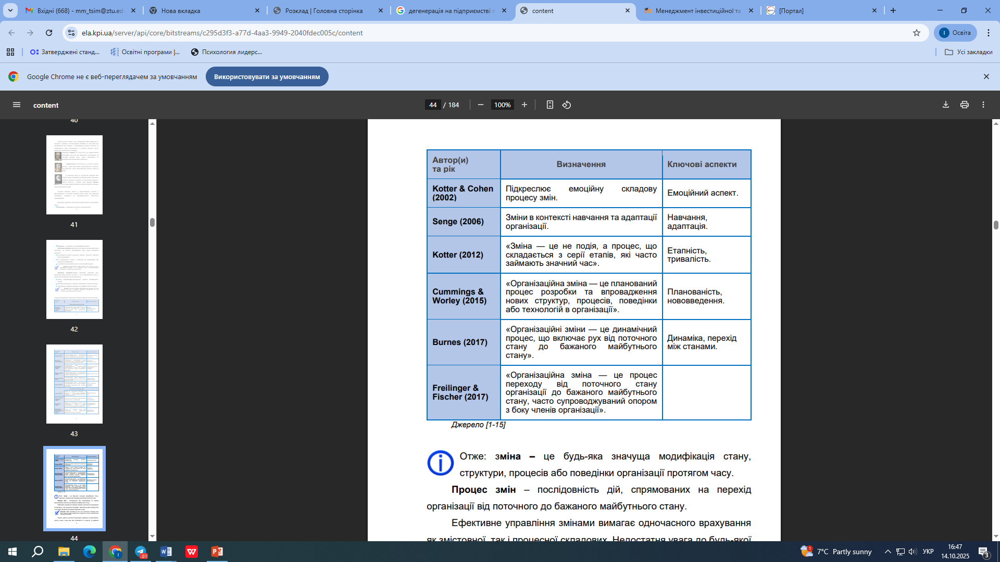 Вхідні (668) - mm_tsim@ztu.ed
Нова вкладка
Розклад | Головна сторінка
дегенерація на підприємстві п
content
Менеджмент інвестиційної та
[Портал]
ela.kpi.ua/server/api/core/bitstreams/c295d3f3-a77d-4aa3-9949-2040fdec005c/content
І
Освіта
Затверджені станд...
Освітні програми |...
Психология лидерс...
Усі закладки
Google Chrome не є веб-переглядачем за умовчанням
Використовувати за умовчанням
content
44 / 184
100%
40
41
42
43
44
Автор(и)
та рік
Визначення
Ключові аспекти
Kotter & Cohen
(2002)
Підкреслює емоційну складову
процесу змін.
Емоційний аспект.
Senge (2006)
Зміни в контексті навчання та адаптації
організації.
Навчання,
адаптація.
Kotter (2012)
«Зміна — це не подія, а процес, що
складається з серії етапів, які часто
займають значний час».
Етапність,
тривалість.
Cummings &
Worley (2015)
«Організаційна зміна — це планований
процес розробки та впровадження
нових структур, процесів, поведінки
або технологій в організації».
Планованість,
нововведення.
Burnes (2017)
«Організаційні зміни — це динамічний
процес, що включає рух від поточного
стану до бажаного майбутнього
стану».
Динаміка, перехід
між станами.
Freilinger &
Fischer (2017)
«Організаційна зміна — це процес
переходу від поточного стану
організації до бажаного майбутнього
стану, часто супроводжуваний опором
з боку членів організації».
Джерело [1-15]
Отже: зміна – це будь-яка значуща модифікація стану,
структури, процесів або поведінки організації протягом часу.
Процес змін – послідовність дій, спрямованих на перехід
організації від поточного до бажаного майбутнього стану.
Ефективне управління змінами вимагає одночасного врахування
як змістовної, так і процесної складових. Недостатня увага до будь-якої
7°C Partly sunny
УКР
16:47
14.10.2025
3